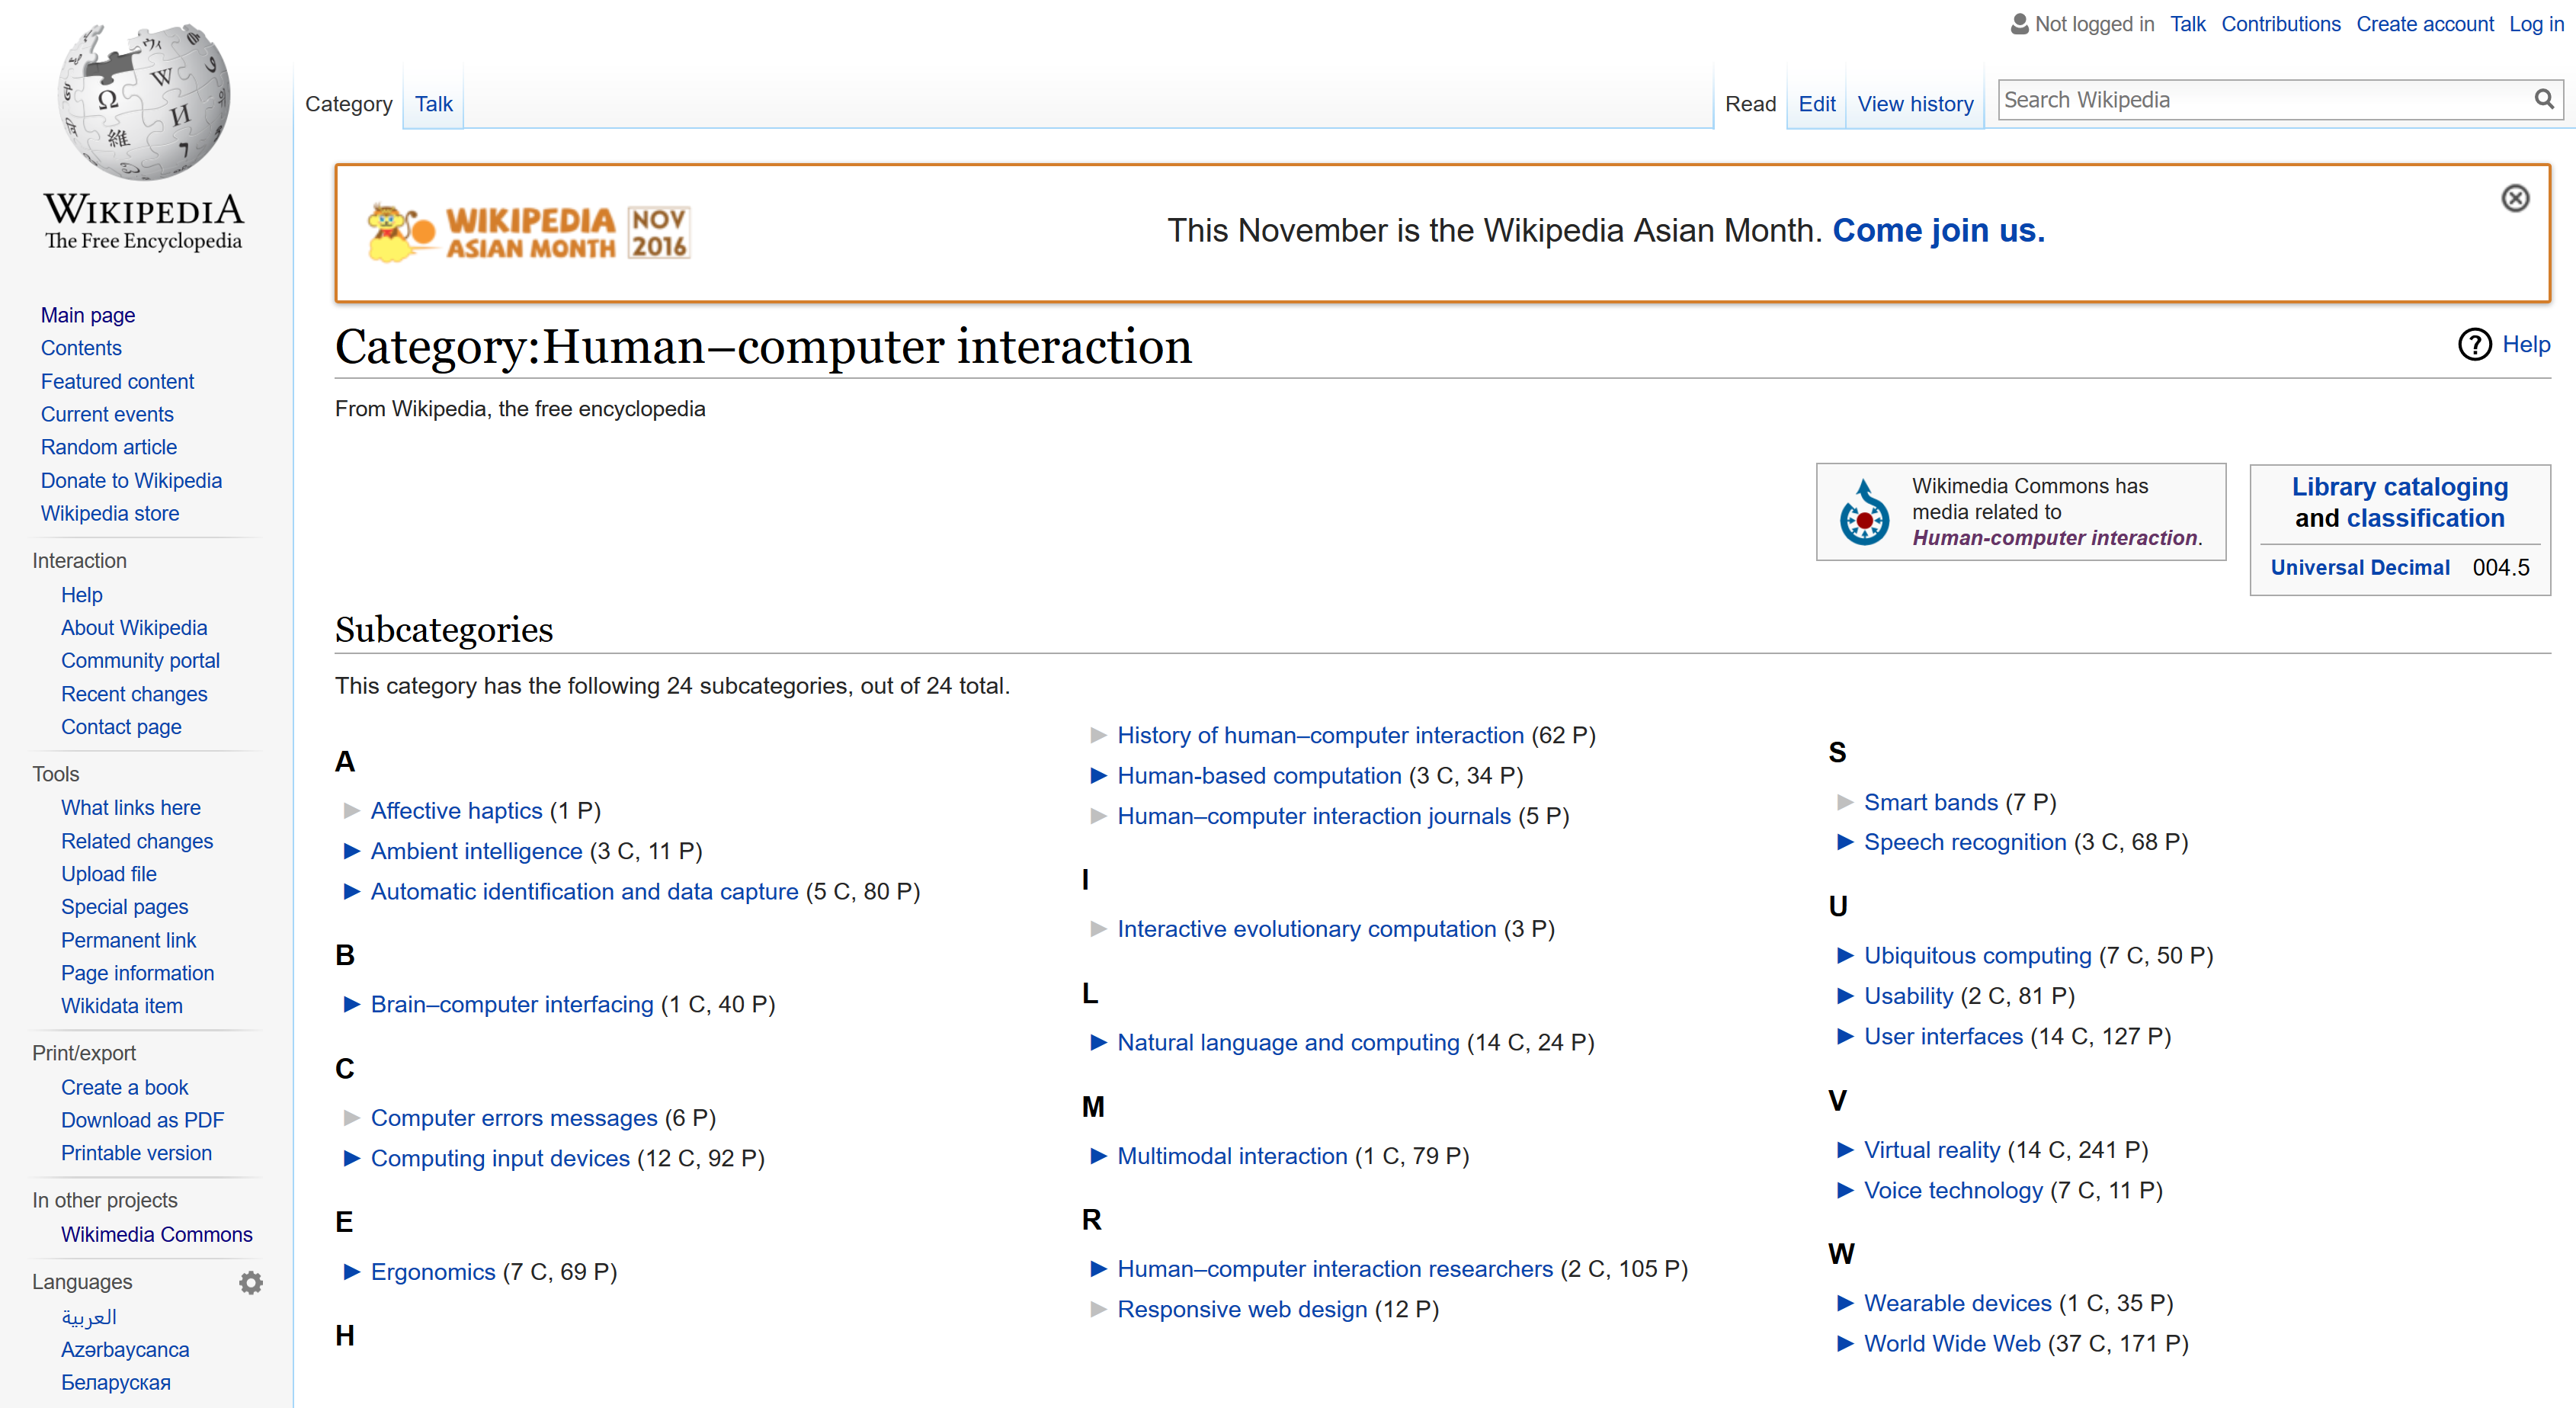 Not logged in Talk Contributions Create account Log in
Category Talk Read Edit View history Search Wikipedia
WIKIPEDIA
The Free Encyclopedia
Main page
Contents
Featured content
Current events
Random article
Donate to Wikipedia
Wikipedia store
Interaction
Help
About Wikipedia
Community portal
Recent changes
Contact page
Tools
What links here
Related changes
Upload file
Special pages
Permanent link
Page information
Wikidata item
Print/export
Create a book
Download as PDF
Printable version
In other projects
Wikimedia Commons
Languages
العربية
Azərbaycanca
Беларуская
WIKIPEDIA
ASIAN MONTH
NOV
2016
This November is the Wikipedia Asian Month. Come join us.
Category:Human–computer interaction
Help
From Wikipedia, the free encyclopedia
Wikimedia Commons has
media related to
Human-computer interaction.
Library cataloging
and classification
Universal Decimal 004.5
Subcategories
This category has the following 24 subcategories, out of 24 total.
A
Affective haptics (1 P)
Ambient intelligence (3 C, 11 P)
Automatic identification and data capture (5 C, 80 P)
B
Brain–computer interfacing (1 C, 40 P)
C
Computer errors messages (6 P)
Computing input devices (12 C, 92 P)
E
Ergonomics (7 C, 69 P)
H
History of human–computer interaction (62 P)
Human-based computation (3 C, 34 P)
Human–computer interaction journals (5 P)
I
Interactive evolutionary computation (3 P)
L
Natural language and computing (14 C, 24 P)
M
Multimodal interaction (1 C, 79 P)
R
Human–computer interaction researchers (2 C, 105 P)
Responsive web design (12 P)
S
Smart bands (7 P)
Speech recognition (3 C, 68 P)
U
Ubiquitous computing (7 C, 50 P)
Usability (2 C, 81 P)
User interfaces (14 C, 127 P)
V
Virtual reality (14 C, 241 P)
Voice technology (7 C, 11 P)
W
Wearable devices (1 C, 35 P)
World Wide Web (37 C, 171 P)